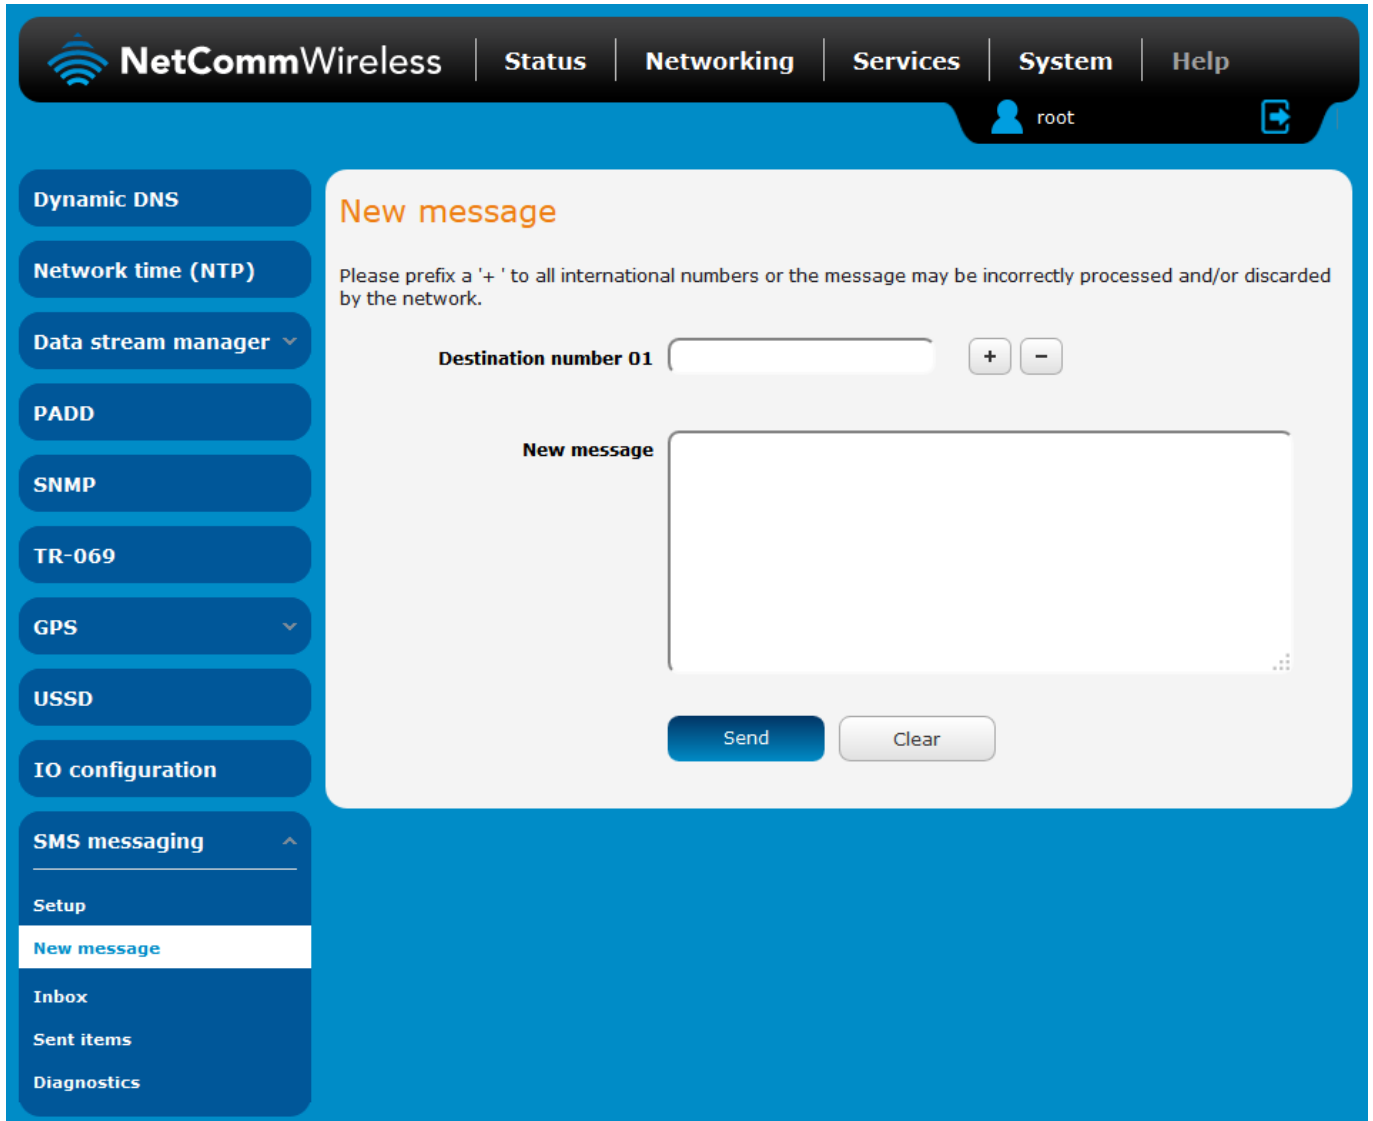 NetCommWireless
Status
Networking
Services
System
Help
root
Dynamic DNS
Network time (NTP)
Data stream manager
PADD
SNMP
TR-069
GPS
USSD
IO configuration
SMS messaging
Setup
New message
Inbox
Sent items
Diagnostics
New message
Please prefix a '+ ' to all international numbers or the message may be incorrectly processed and/or discarded
by the network.
Destination number 01
+
−
New message
Send
Clear